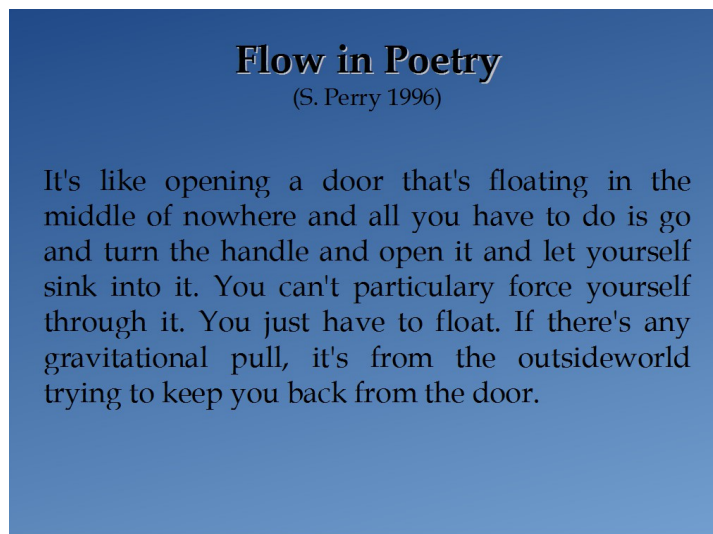 Flow in Poetry
(S. Perry 1996)
It's like opening a door that's floating in the
middle of nowhere and all you have to do is go
and turn the handle and open it and let yourself
sink into it. You can't particulary force yourself
through it. You just have to float. If there's any
gravitational pull, it's from the outsideworld
trying to keep you back from the door.